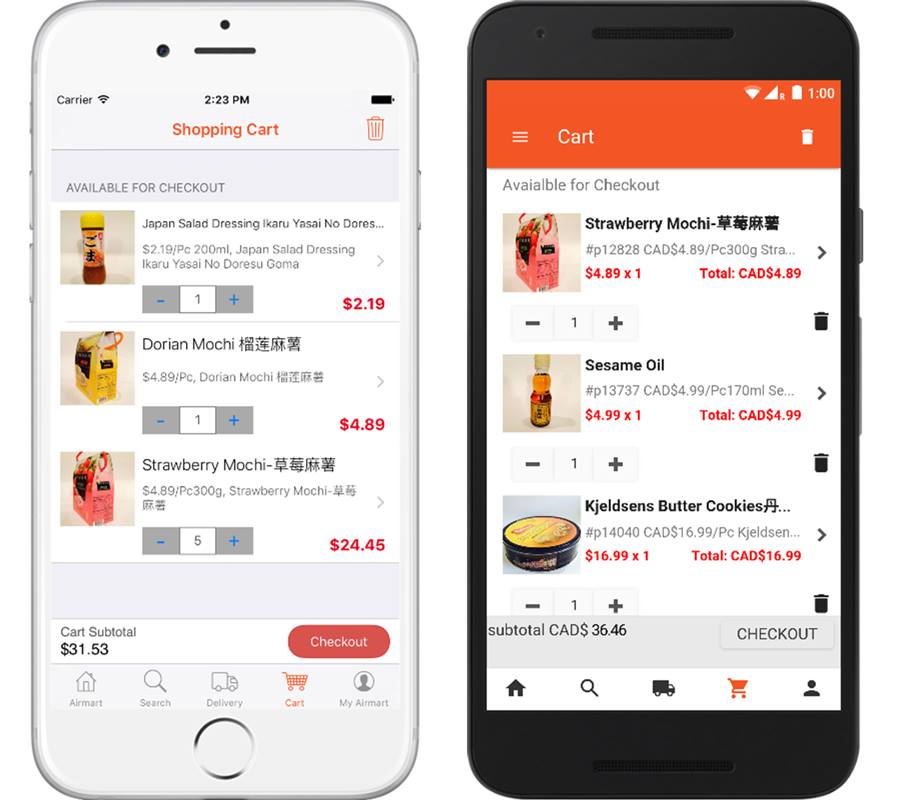 Carrier 2:23 PM
Shopping Cart
AVAILABLE FOR CHECKOUT
Japan Salad Dressing Ikaru Yasai No Dores...
$2.19/Pc 200ml, Japan Salad Dressing
Ikaru Yasai No Doresu Goma
- 1 +
$2.19
ごま
Dorian Mochi 榴莲麻薯
$4.89/Pc, Dorian Mochi 榴莲麻薯
- 1 +
$4.89
Strawberry Mochi-草莓麻薯
$4.89/Pc300g, Strawberry Mochi-草莓
麻薯
- 5 +
$24.45
Cart Subtotal
$31.53
Checkout
Airmart Search Delivery Cart My Airmart
R 1:00
Cart
Avaialble for Checkout
Strawberry Mochi-草莓麻薯
#p12828 CAD$4.89/Pc300g Stra...
$4.89 x 1 Total: CAD$4.89
- 1 +
Sesame Oil
#p13737 CAD$4.99/Pc170ml Se...
$4.99 x 1 Total: CAD$4.99
- 1 +
Kjeldsens Butter Cookies丹...
#p14040 CAD$16.99/Pc Kjeldsen...
$16.99 x 1 Total: CAD$16.99
- 1 +
subtotal CAD$ 36.46
CHECKOUT